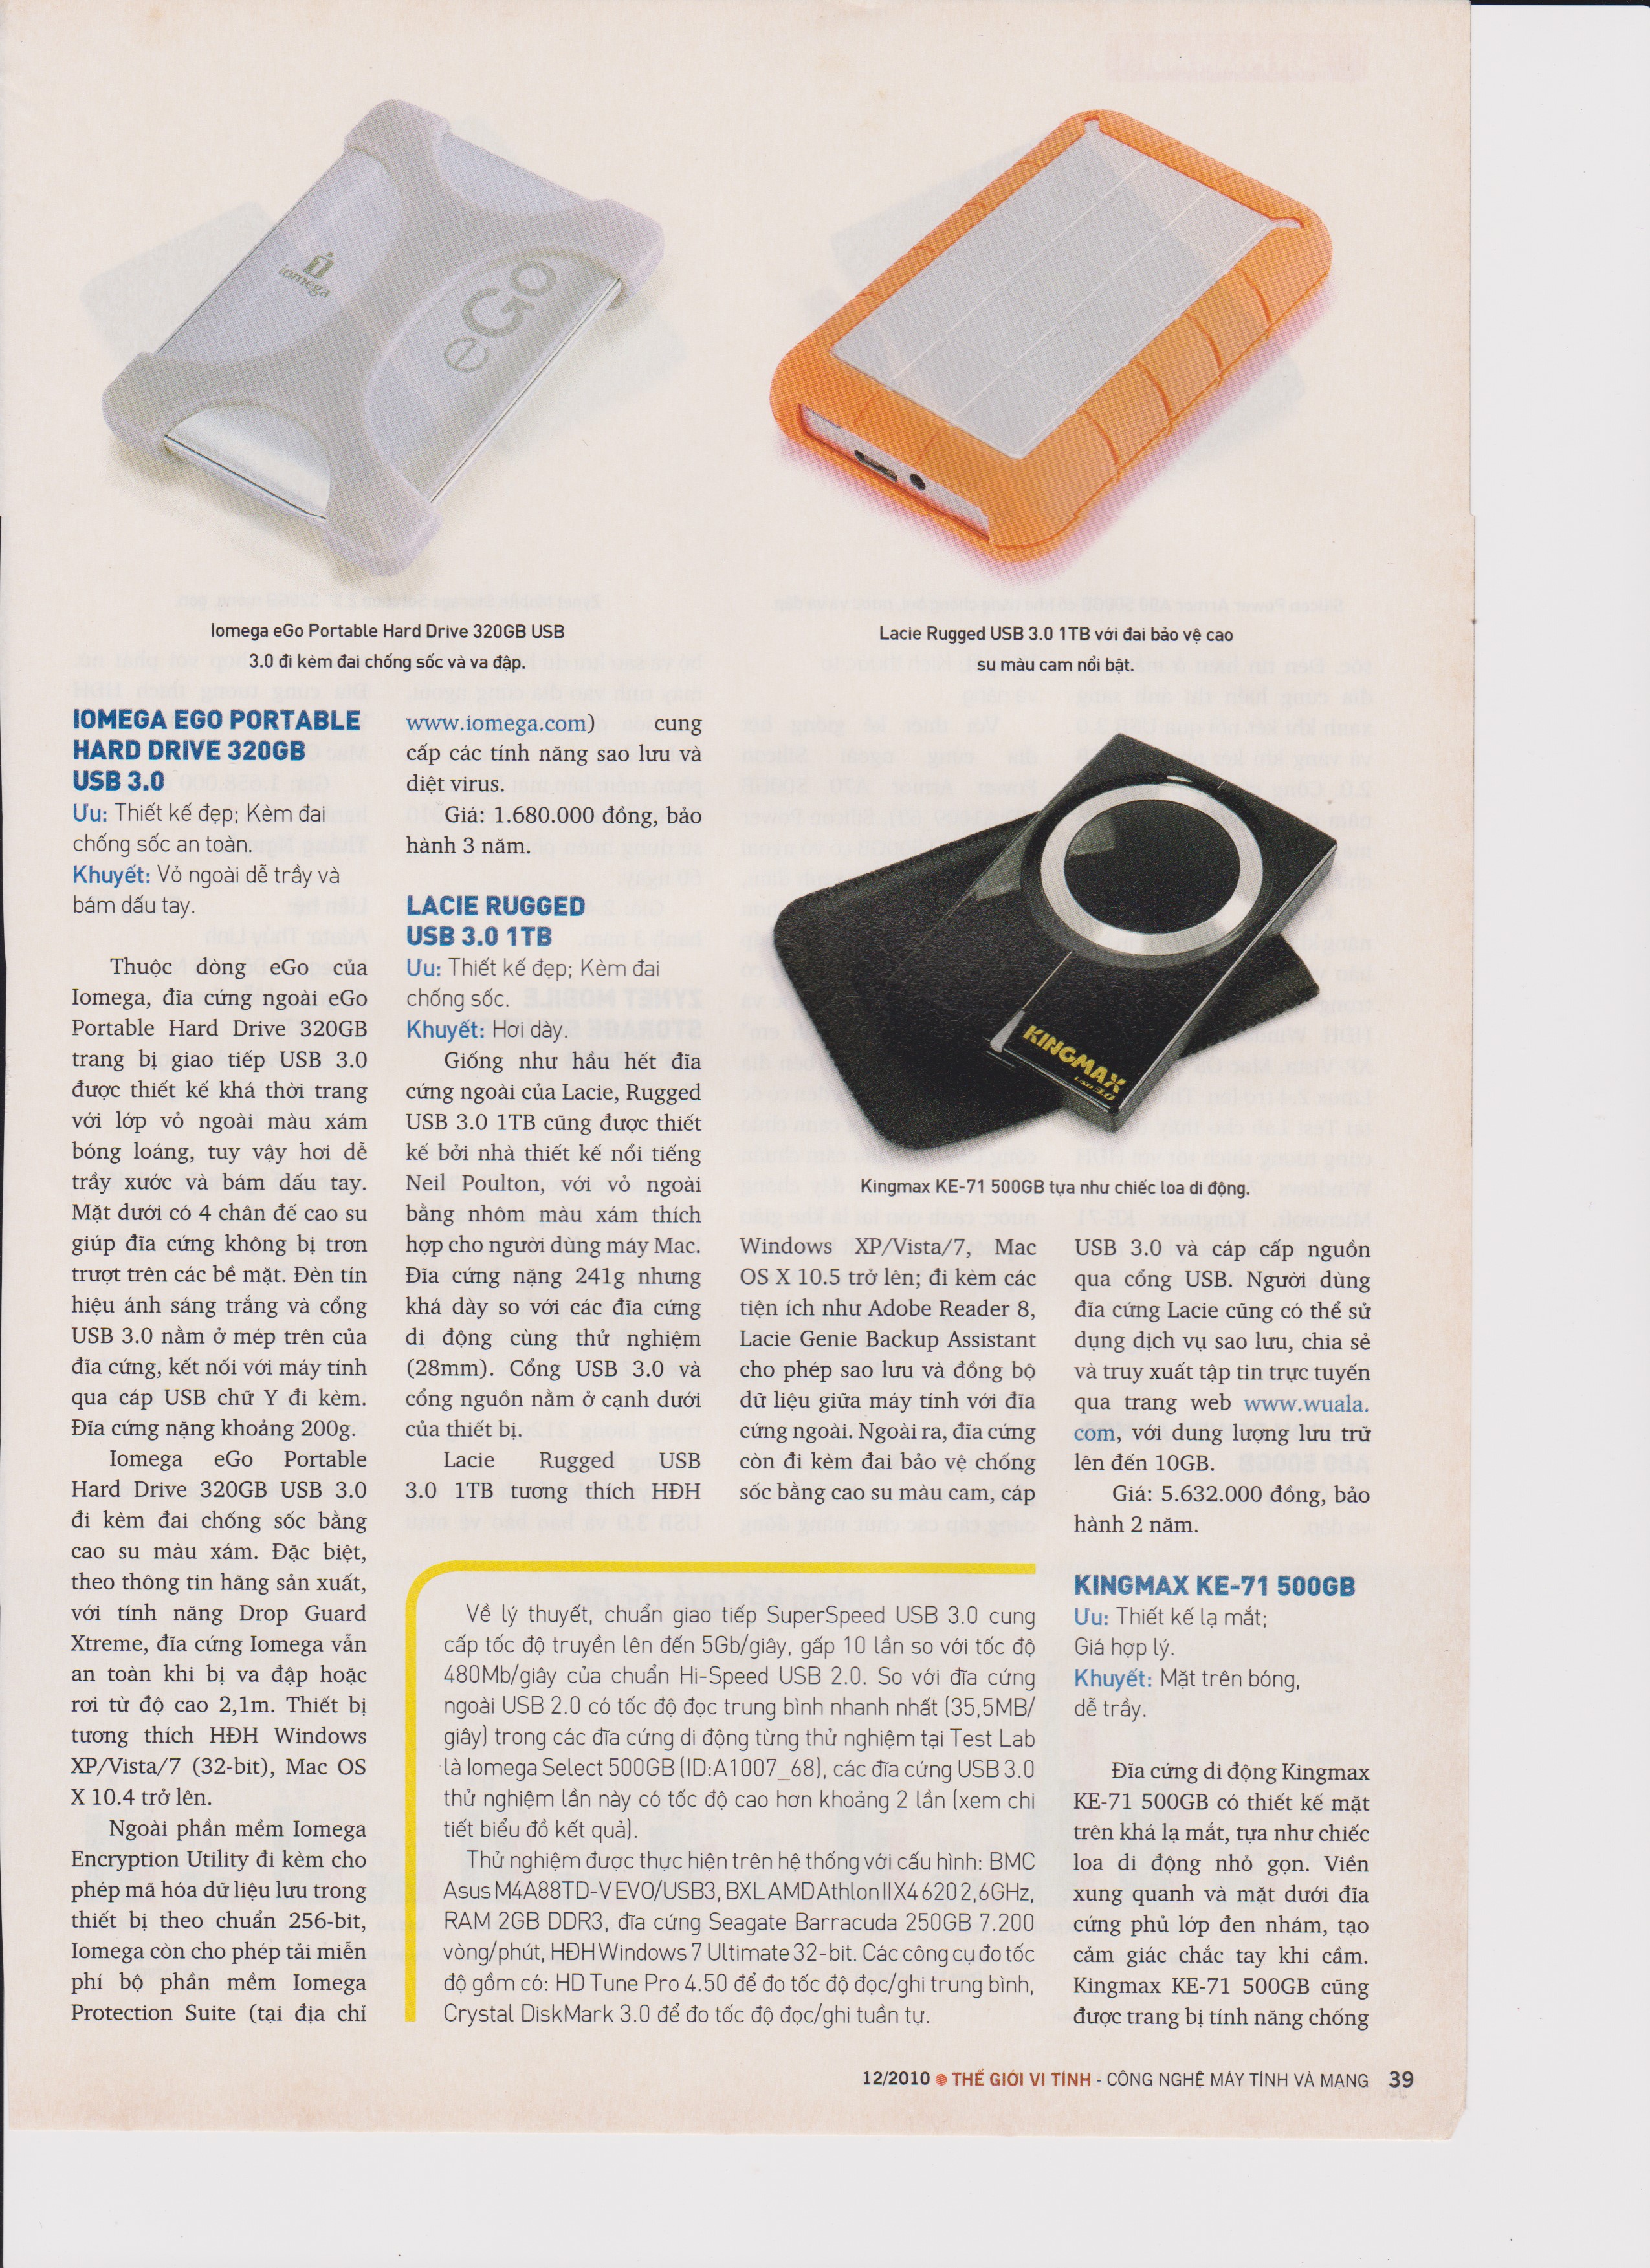 iomega
eGo
Iomega eGo Portable Hard Drive 320GB USB
3.0 đi kèm đai chống sốc và va đập.
Lacie Rugged USB 3.0 1TB với đai bảo vệ cao
su màu cam nổi bật.
IOMEGA EGO PORTABLE
HARD DRIVE 320GB
USB 3.0
Ưu: Thiết kế đẹp; Kèm đai
chống sốc an toàn.
Khuyết: Vỏ ngoài dễ trầy và
bám dấu tay.
Thuộc dòng eGo của
Iomega, đĩa cứng ngoài eGo
Portable Hard Drive 320GB
trang bị giao tiếp USB 3.0
được thiết kế khá thời trang
với lớp vỏ ngoài màu xám
bóng loáng, tuy vậy hơi dễ
trầy xước và bám dấu tay.
Mặt dưới có 4 chân đế cao su
giúp đĩa cứng không bị trơn
trượt trên các bề mặt. Đèn tín
hiệu ánh sáng trắng và cổng
USB 3.0 nằm ở mép trên của
đĩa cứng, kết nối với máy tính
qua cáp USB chữ Y đi kèm.
Đĩa cứng nặng khoảng 200g.
Iomega eGo Portable
Hard Drive 320GB USB 3.0
đi kèm đai chống sốc bằng
cao su màu xám. Đặc biệt,
theo thông tin hãng sản xuất,
với tính năng Drop Guard
Xtreme, đĩa cứng Iomega vẫn
an toàn khi bị va đập hoặc
rơi từ độ cao 2,1m. Thiết bị
tương thích HĐH Windows
XP/Vista/7 (32-bit), Mac OS
X 10.4 trở lên.
Ngoài phần mềm Iomega
Encryption Utility đi kèm cho
phép mã hóa dữ liệu lưu trong
thiết bị theo chuẩn 256-bit,
Iomega còn cho phép tải miễn
phí bộ phần mềm Iomega
Protection Suite (tại địa chỉ
www.iomega.com) cung
cấp các tính năng sao lưu và
diệt virus.
Giá: 1.680.000 đồng, bảo
hành 3 năm.
LACIE RUGGED
USB 3.0 1TB
Ưu: Thiết kế đẹp; Kèm đai
chống sốc.
Khuyết: Hơi dày.
Giống như hầu hết đĩa
cứng ngoài của Lacie, Rugged
USB 3.0 1TB cũng được thiết
kế bởi nhà thiết kế nổi tiếng
Neil Poulton, với vỏ ngoài
bằng nhôm màu xám thích
hợp cho người dùng máy Mac.
Đĩa cứng nặng 241g nhưng
khá dày so với các đĩa cứng
di động cùng thử nghiệm
(28mm). Cổng USB 3.0 và
cổng nguồn nằm ở cạnh dưới
của thiết bị.
Lacie Rugged USB
3.0 1TB tương thích HĐH
KINGMAX
USB 3.0
Kingmax KE-71 500GB tựa như chiếc loa di động.
Windows XP/Vista/7, Mac
OS X 10.5 trở lên; đi kèm các
tiện ích như Adobe Reader 8,
Lacie Genie Backup Assistant
cho phép sao lưu và đồng bộ
dữ liệu giữa máy tính với đĩa
cứng ngoài. Ngoài ra, đĩa cứng
còn đi kèm đai bảo vệ chống
sốc bằng cao su màu cam, cáp
USB 3.0 và cáp cấp nguồn
qua cổng USB. Người dùng
đĩa cứng Lacie cũng có thể sử
dụng dịch vụ sao lưu, chia sẻ
và truy xuất tập tin trực tuyến
qua trang web www.wuala.
com, với dung lượng lưu trữ
lên đến 10GB.
Giá: 5.632.000 đồng, bảo
hành 2 năm.
KINGMAX KE-71 500GB
Ưu: Thiết kế lạ mắt;
Giá hợp lý.
Khuyết: Mặt trên bóng,
dễ trầy.
Đĩa cứng di động Kingmax
KE-71 500GB có thiết kế mặt
trên khá lạ mắt, tựa như chiếc
loa di động nhỏ gọn. Viền
xung quanh và mặt dưới đĩa
cứng phủ lớp đen nhám, tạo
cảm giác chắc tay khi cầm.
Kingmax KE-71 500GB cũng
được trang bị tính năng chống
Về lý thuyết, chuẩn giao tiếp SuperSpeed USB 3.0 cung
cấp tốc độ truyền lên đến 5Gb/giây, gấp 10 lần so với tốc độ
480Mb/giây của chuẩn Hi-Speed USB 2.0. So với đĩa cứng
ngoài USB 2.0 có tốc độ đọc trung bình nhanh nhất (35,5MB/
giây) trong các đĩa cứng di động từng thử nghiệm tại Test Lab
là Iomega Select 500GB (ID:A1007_68), các đĩa cứng USB 3.0
thử nghiệm lần này có tốc độ cao hơn khoảng 2 lần (xem chi
tiết biểu đồ kết quả).
Thử nghiệm được thực hiện trên hệ thống với cấu hình: BMC
Asus M4A88TD-V EVO/USB3, BXL AMD Athlon II X4 620 2,6GHz,
RAM 2GB DDR3, đĩa cứng Seagate Barracuda 250GB 7.200
vòng/phút, HĐH Windows 7 Ultimate 32-bit. Các công cụ đo tốc
độ gồm có: HD Tune Pro 4.50 để đo tốc độ đọc/ghi trung bình,
Crystal DiskMark 3.0 để đo tốc độ đọc/ghi tuần tự.
12/2010 THẾ GIỚI VI TÍNH - CÔNG NGHỆ MÁY TÍNH VÀ MẠNG 39